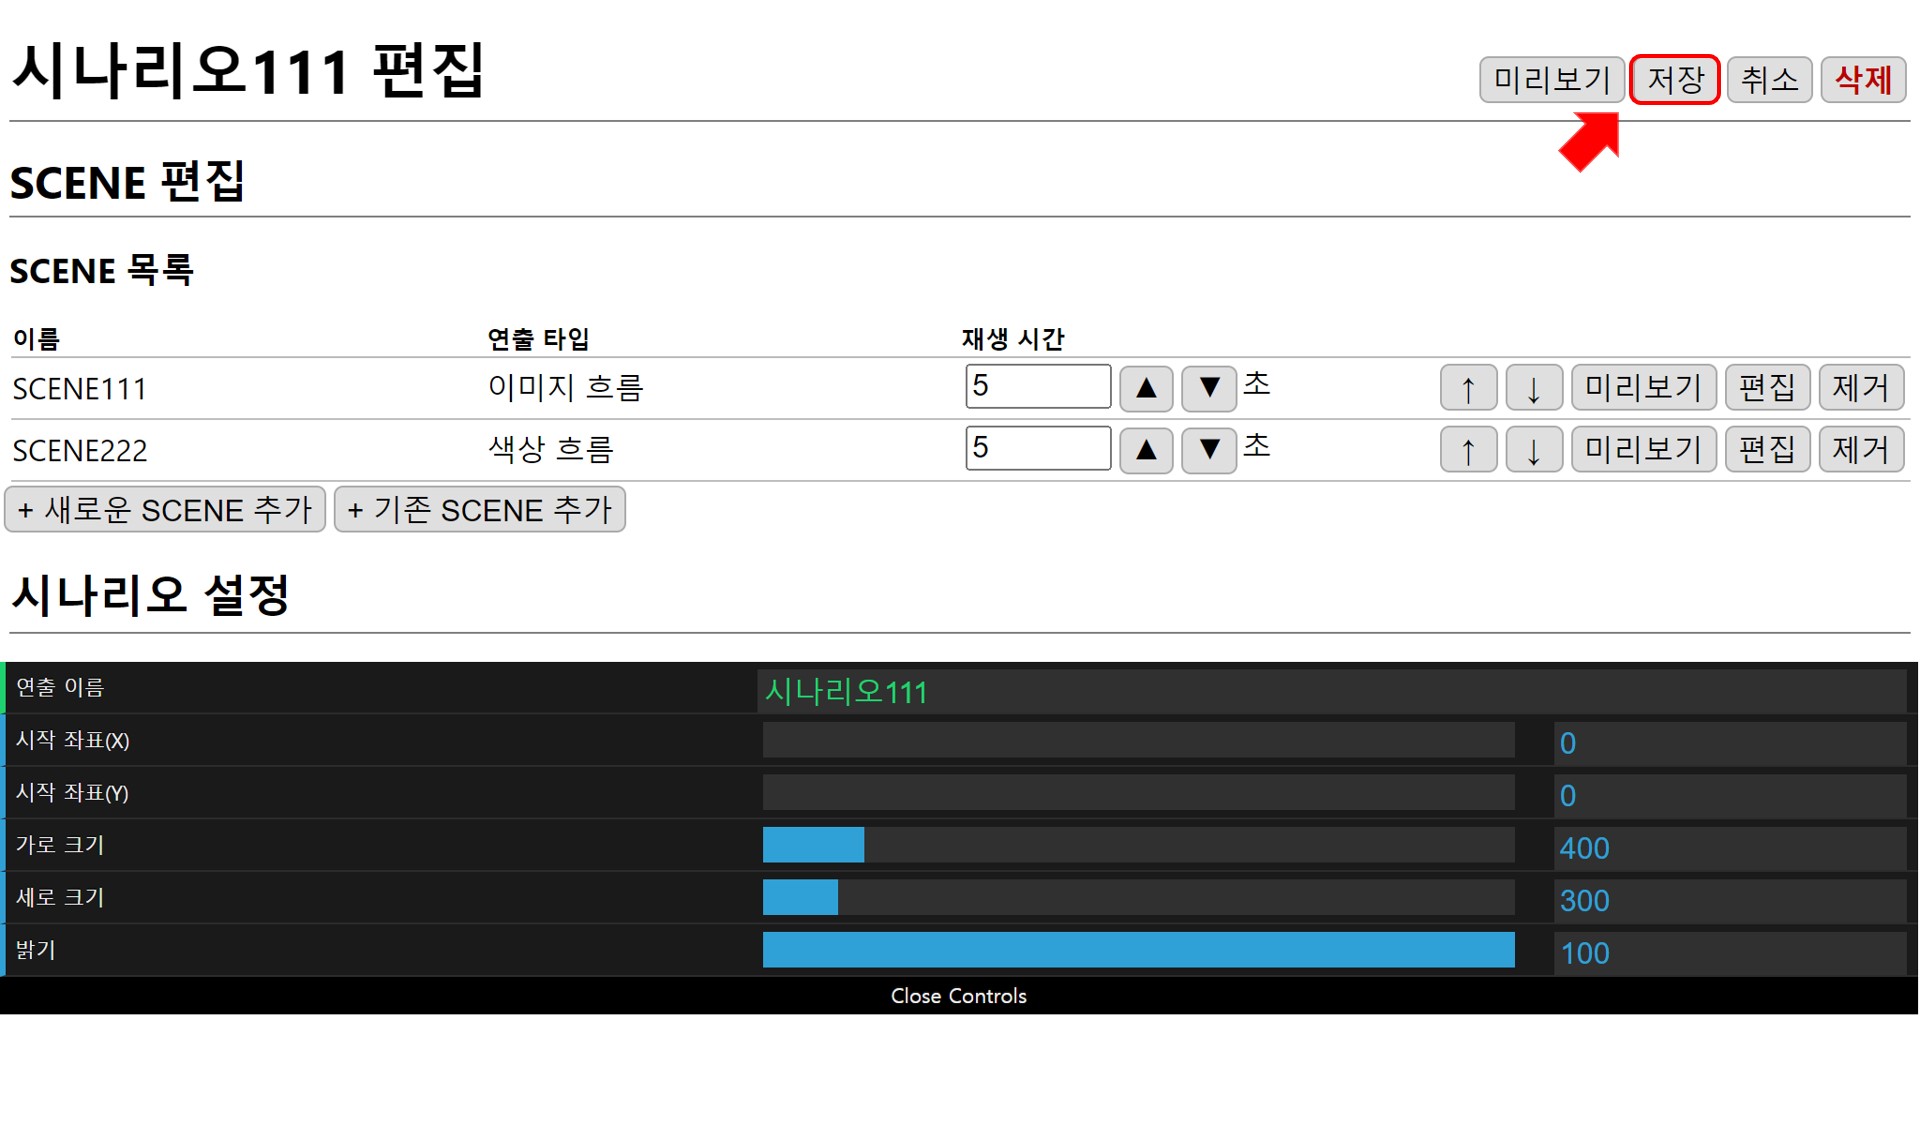 시나리오111 편집
미리보기 저장 취소 삭제
SCENE 편집
SCENE 목록
이름 연출 타입 재생 시간
SCENE111 이미지 흐름 5 ▲ ▼ 초 ↑ ↓ 미리보기 편집 제거
SCENE222 색상 흐름 5 ▲ ▼ 초 ↑ ↓ 미리보기 편집 제거
+ 새로운 SCENE 추가 + 기존 SCENE 추가
시나리오 설정
연출 이름 시나리오111
시작 좌표(X) 0
시작 좌표(Y) 0
가로 크기 400
세로 크기 300
밝기 100
Close Controls